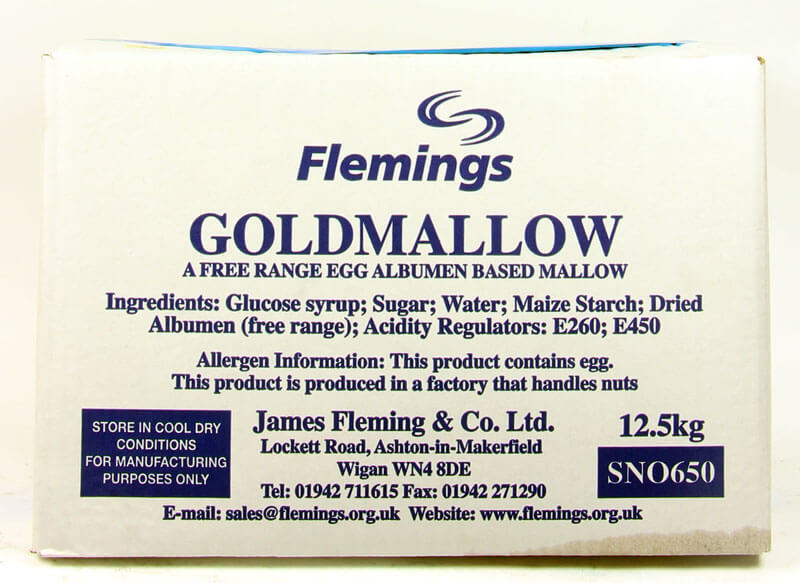 Flemings
GOLDMALLOW
A FREE RANGE EGG ALBUMEN BASED MALLOW
Ingredients: Glucose syrup; Sugar; Water; Maize Starch; Dried
Albumen (free range); Acidity Regulators: E260; E450
Allergen Information: This product contains egg.
This product is produced in a factory that handles nuts
STORE IN COOL DRY
CONDITIONS
FOR MANUFACTURING
PURPOSES ONLY
James Fleming & Co. Ltd.
Lockett Road, Ashton-in-Makerfield
Wigan WN4 8DE
Tel: 01942 711615 Fax: 01942 271290
E-mail: sales@flemings.org.uk Website: www.flemings.org.uk
12.5kg
SNO650